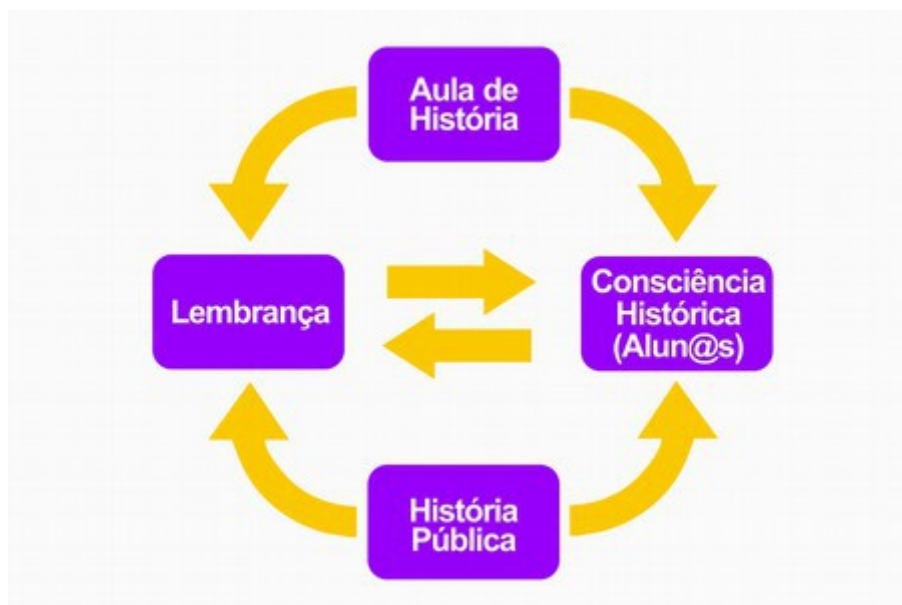 Aula de
História
Lembrança
Consciência
Histórica
(Alun@s)
História
Pública